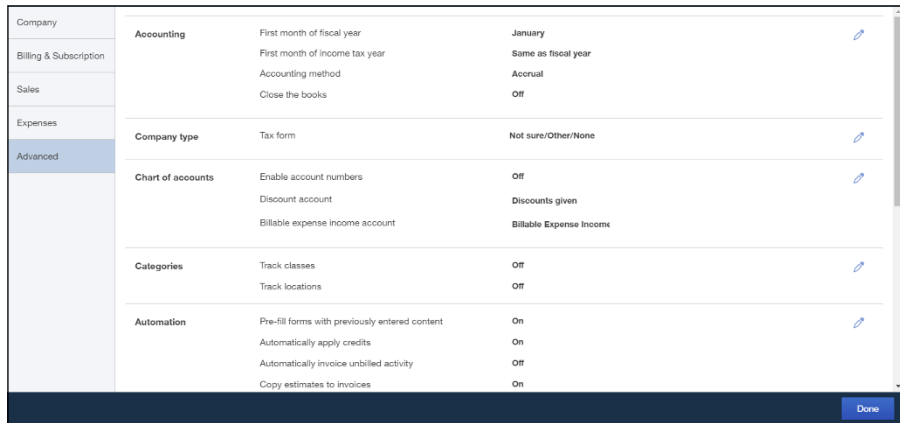 Company
Billing & Subscription
Sales
Expenses
Advanced
Accounting
First month of fiscal year January
First month of income tax year Same as fiscal year
Accounting method Accrual
Close the books Off
Company type
Tax form Not sure/Other/None
Chart of accounts
Enable account numbers Off
Discount account Discounts given
Billable expense income account Billable Expense Income
Categories
Track classes Off
Track locations Off
Automation
Pre-fill forms with previously entered content On
Automatically apply credits On
Automatically invoice unbilled activity Off
Copy estimates to invoices On
Done